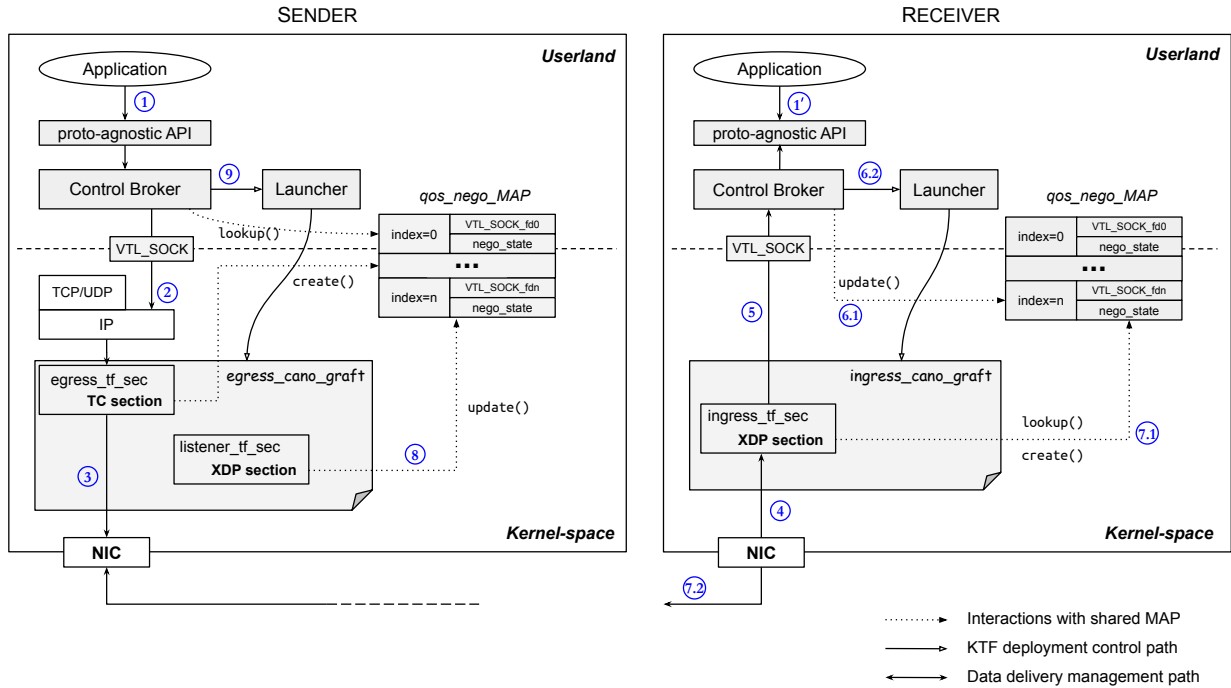 SENDER
Userland
Application
1
proto-agnostic API
Control Broker
9
Launcher
qos_nego_MAP
lookup()
index=0
VTL_SOCK_fd0
nego_state
...
index=n
VTL_SOCK_fdn
nego_state
VTL_SOCK
create()
TCP/UDP
2
IP
egress_tf_sec
TC section
egress_cano_graft
update()
listener_tf_sec
XDP section
8
3
Kernel-space
NIC
RECEIVER
Userland
Application
1'
proto-agnostic API
Control Broker
6.2
Launcher
qos_nego_MAP
index=0
VTL_SOCK_fd0
nego_state
...
index=n
VTL_SOCK_fdn
nego_state
VTL_SOCK
update()
6.1
5
ingress_cano_graft
ingress_tf_sec
XDP section
lookup()
7.1
create()
4
Kernel-space
NIC
7.2
Interactions with shared MAP
KTF deployment control path
Data delivery management path